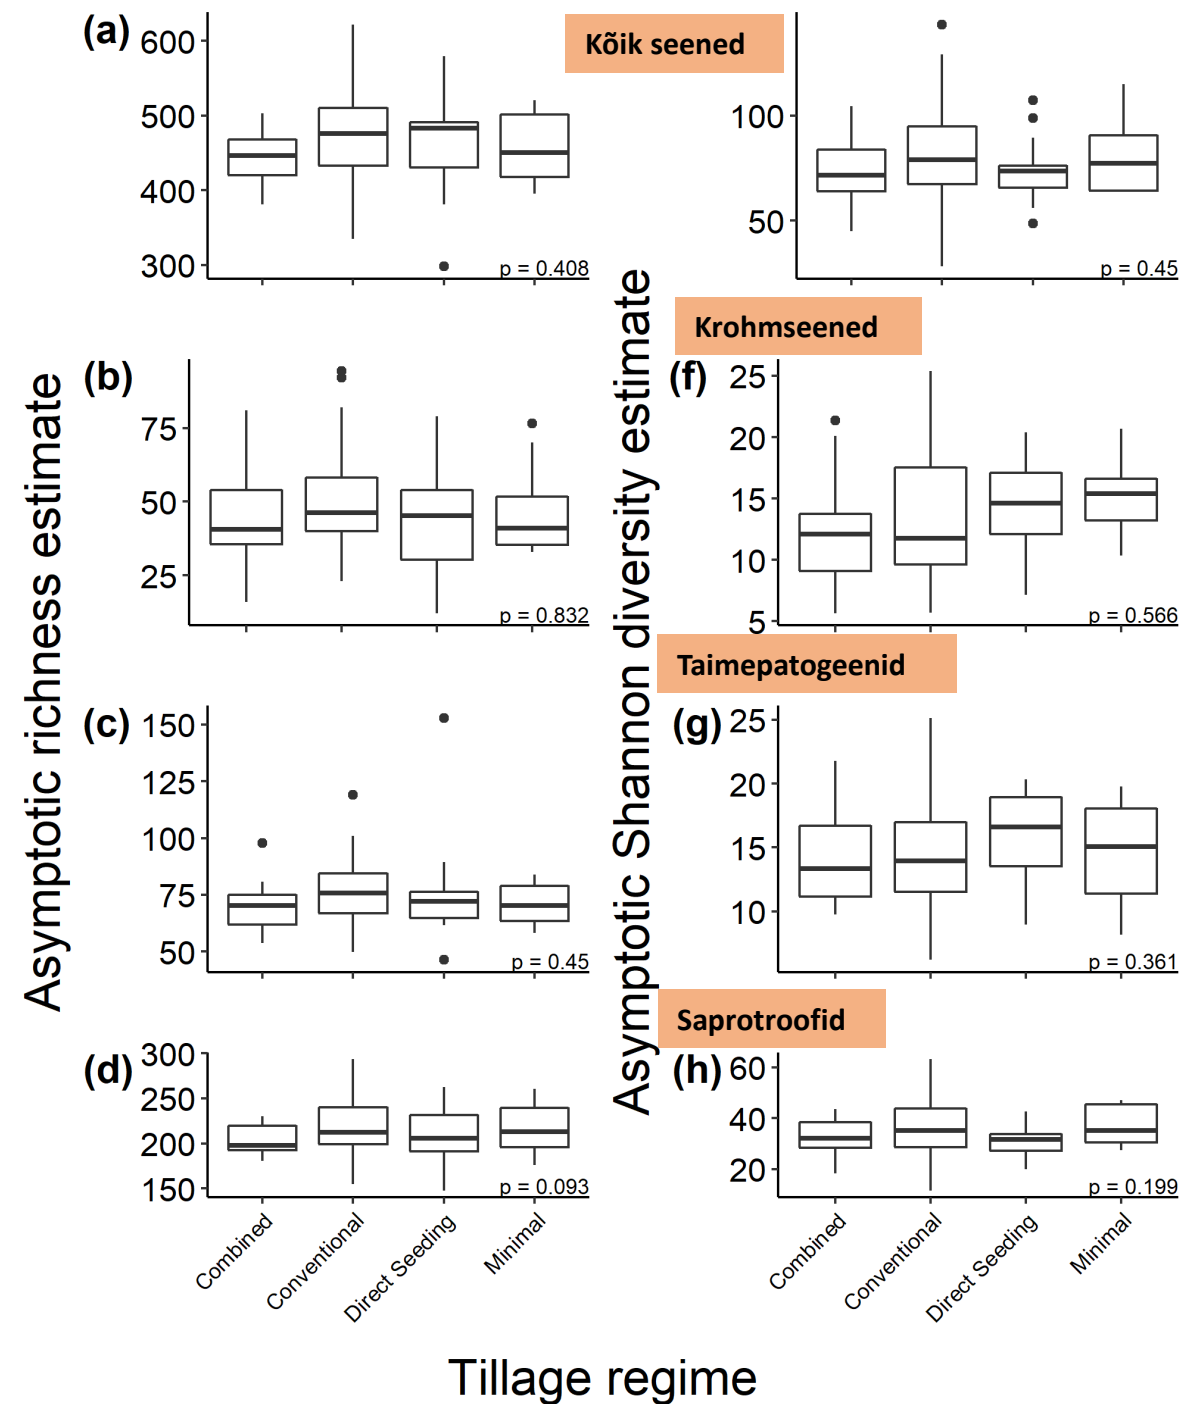 (a)
Kõik seened
600
500
400
300
p = 0.408
100
50
p = 0.45
Krohmseened
(b)
75
50
25
p = 0.832
(f)
25
20
15
10
5
p = 0.566
Taimepatogeenid
(c)
150
125
100
75
50
p = 0.45
(g)
25
20
15
10
p = 0.361
Saprotroofid
(d)
300
250
200
150
p = 0.093
(h)
60
40
20
p = 0.199
Combined
Conventional
Direct Seeding
Minimal
Combined
Conventional
Direct Seeding
Minimal
Asymptotic richness estimate
Asymptotic Shannon diversity estimate
Tillage regime